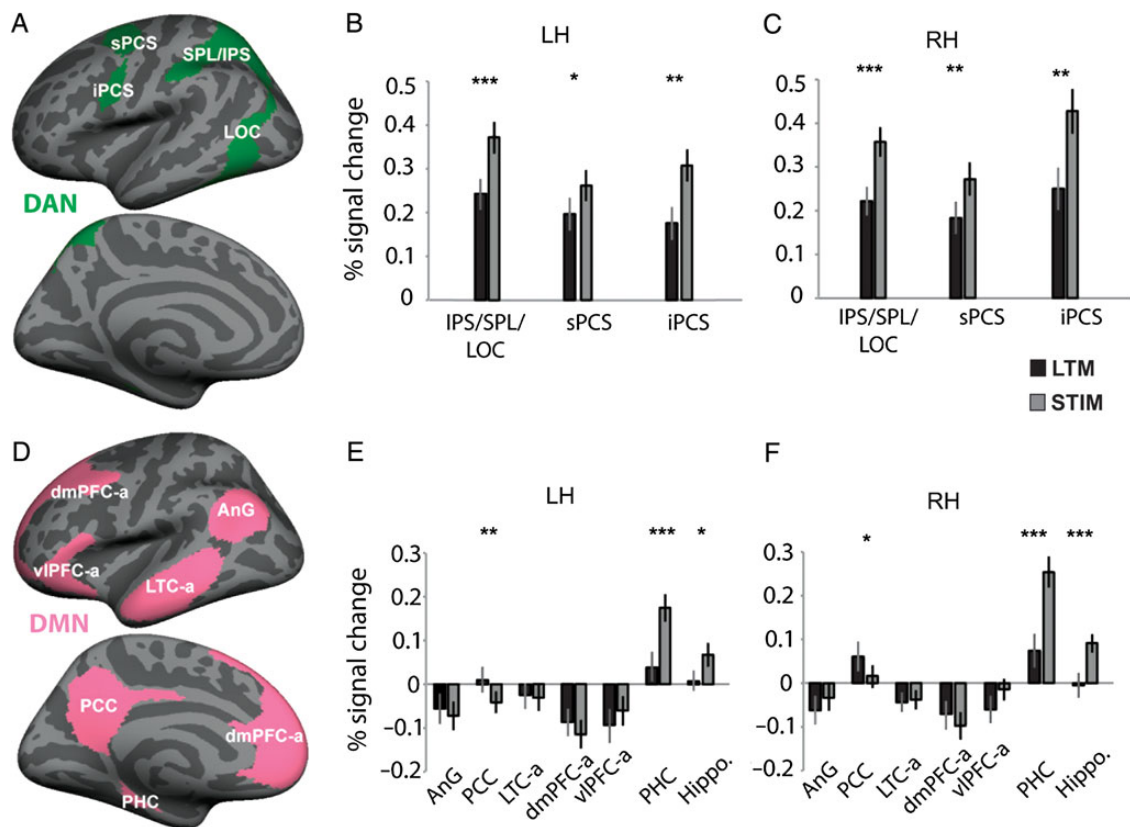 A
sPCS
SPL/IPS
iPCS
LOC
DAN
B
LH
% signal change
0.5
0.4
0.3
0.2
0.1
0
***
*
**
IPS/SPL/
LOC
sPCS
iPCS
C
RH
0.5
0.4
0.3
0.2
0.1
0
***
**
**
IPS/SPL/
LOC
sPCS
iPCS
LTM
STIM
D
dmPFC-a
AnG
vlPFC-a
LTC-a
DMN
PCC
dmPFC-a
PHC
E
LH
% signal change
0.3
0.2
0.1
0
−0.1
−0.2
**
***
*
AnG
PCC
LTC-a
dmPFC-a
vlPFC-a
PHC
Hippo.
F
RH
0.3
0.2
0.1
0
−0.1
−0.2
*
***
***
AnG
PCC
LTC-a
dmPFC-a
vlPFC-a
PHC
Hippo.